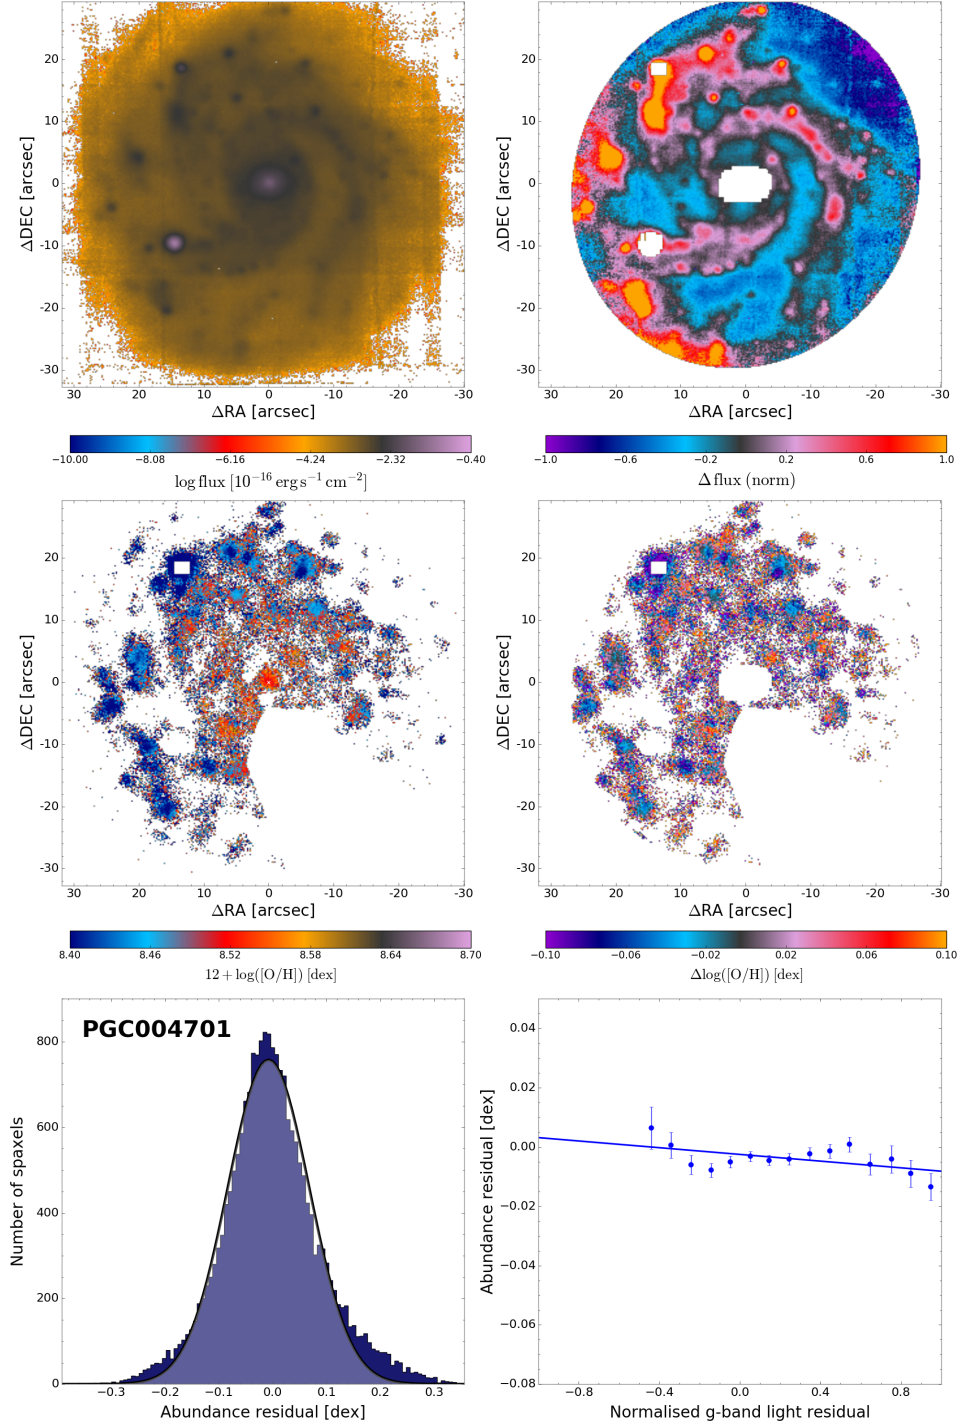 20
10
0
-10
-20
-30
ΔDEC [arcsec]
30 20 10 0 -10 -20 -30
ΔRA [arcsec]
20
10
0
-10
-20
-30
ΔDEC [arcsec]
30 20 10 0 -10 -20 -30
ΔRA [arcsec]
−10.00 −8.08 −6.16 −4.24 −2.32 −0.40
log flux [10⁻¹⁶ erg s⁻¹ cm⁻²]
−1.0 −0.6 −0.2 0.2 0.6 1.0
Δ flux (norm)
20
10
0
-10
-20
-30
ΔDEC [arcsec]
30 20 10 0 -10 -20 -30
ΔRA [arcsec]
20
10
0
-10
-20
-30
ΔDEC [arcsec]
30 20 10 0 -10 -20 -30
ΔRA [arcsec]
8.40 8.46 8.52 8.58 8.64 8.70
12 + log([O/H]) [dex]
−0.10 −0.06 −0.02 0.02 0.06 0.10
Δlog([O/H]) [dex]
PGC004701
800
600
400
200
0
Number of spaxels
−0.3 −0.2 −0.1 0.0 0.1 0.2 0.3
Abundance residual [dex]
0.04
0.02
0.00
−0.02
−0.04
−0.06
−0.08
Abundance residual [dex]
−0.8 −0.4 0.0 0.4 0.8
Normalised g-band light residual